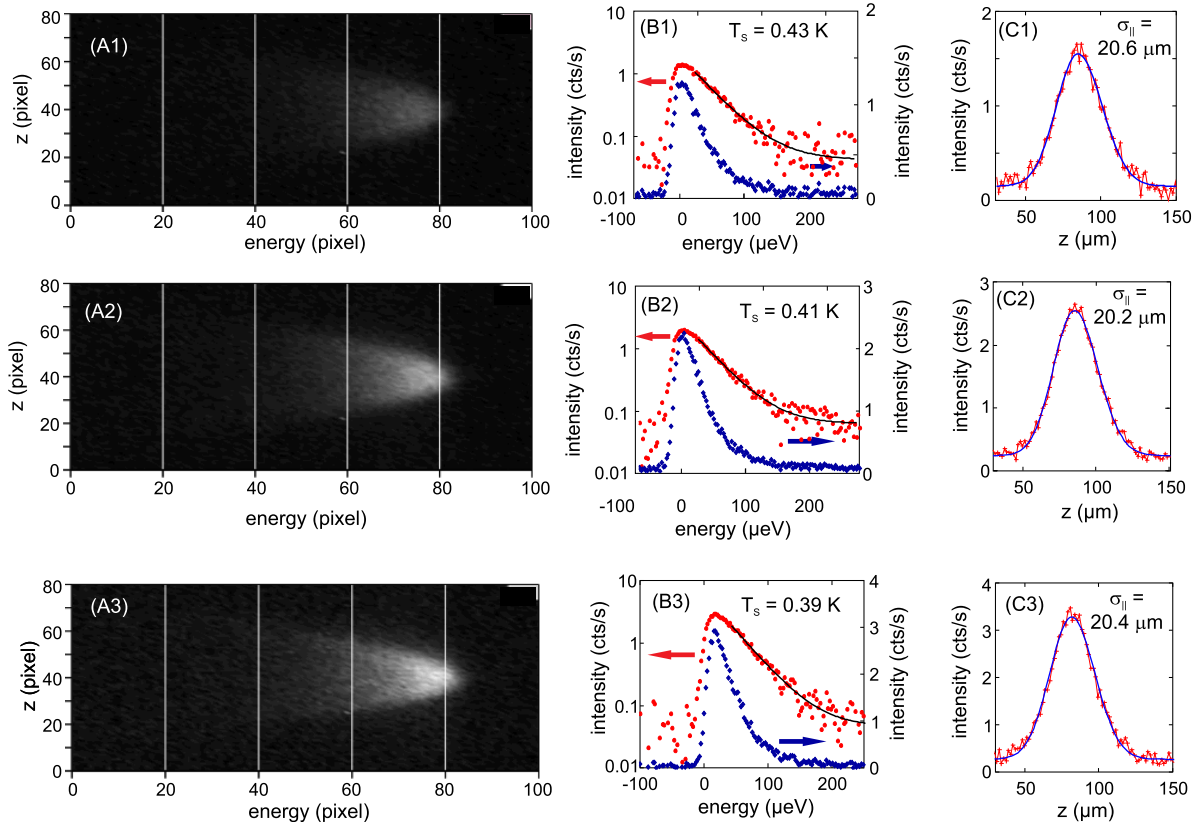 (A1)
z (pixel)
80
60
40
20
0
0 20 40 60 80 100
energy (pixel)
(B1)
T_S = 0.43 K
intensity (cts/s)
10
1
0.1
0.01
2
1
0
intensity (cts/s)
-100 0 100 200
energy (µeV)
(C1)
σ_|| =
20.6 µm
intensity (cts/s)
2
1
0
50 100 150
z (µm)
(A2)
z (pixel)
80
60
40
20
0
0 20 40 60 80 100
energy (pixel)
(B2)
T_S = 0.41 K
intensity (cts/s)
10
1
0.1
0.01
3
2
1
0
intensity (cts/s)
-100 0 100 200
energy (µeV)
(C2)
σ_|| =
20.2 µm
intensity (cts/s)
3
2
1
0
50 100 150
z (µm)
(A3)
z (pixel)
80
60
40
20
0
0 20 40 60 80 100
energy (pixel)
(B3)
T_S = 0.39 K
intensity (cts/s)
10
1
0.1
0.01
4
3
2
1
0
intensity (cts/s)
-100 0 100 200
energy (µeV)
(C3)
σ_|| =
20.4 µm
intensity (cts/s)
4
3
2
1
0
50 100 150
z (µm)